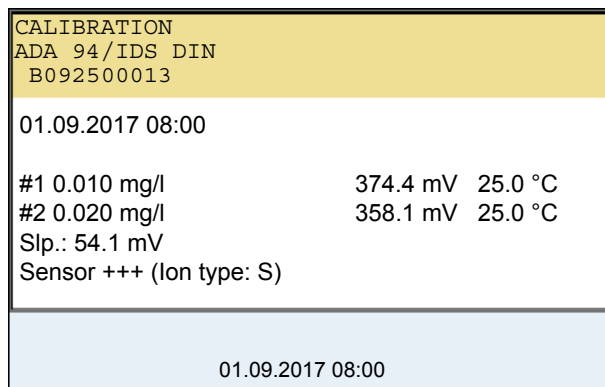 CALIBRATION
ADA 94/IDS DIN
B092500013
01.09.2017 08:00
#1 0.010 mg/l 374.4 mV 25.0 °C
#2 0.020 mg/l 358.1 mV 25.0 °C
Slp.: 54.1 mV
Sensor +++ (Ion type: S)
01.09.2017 08:00